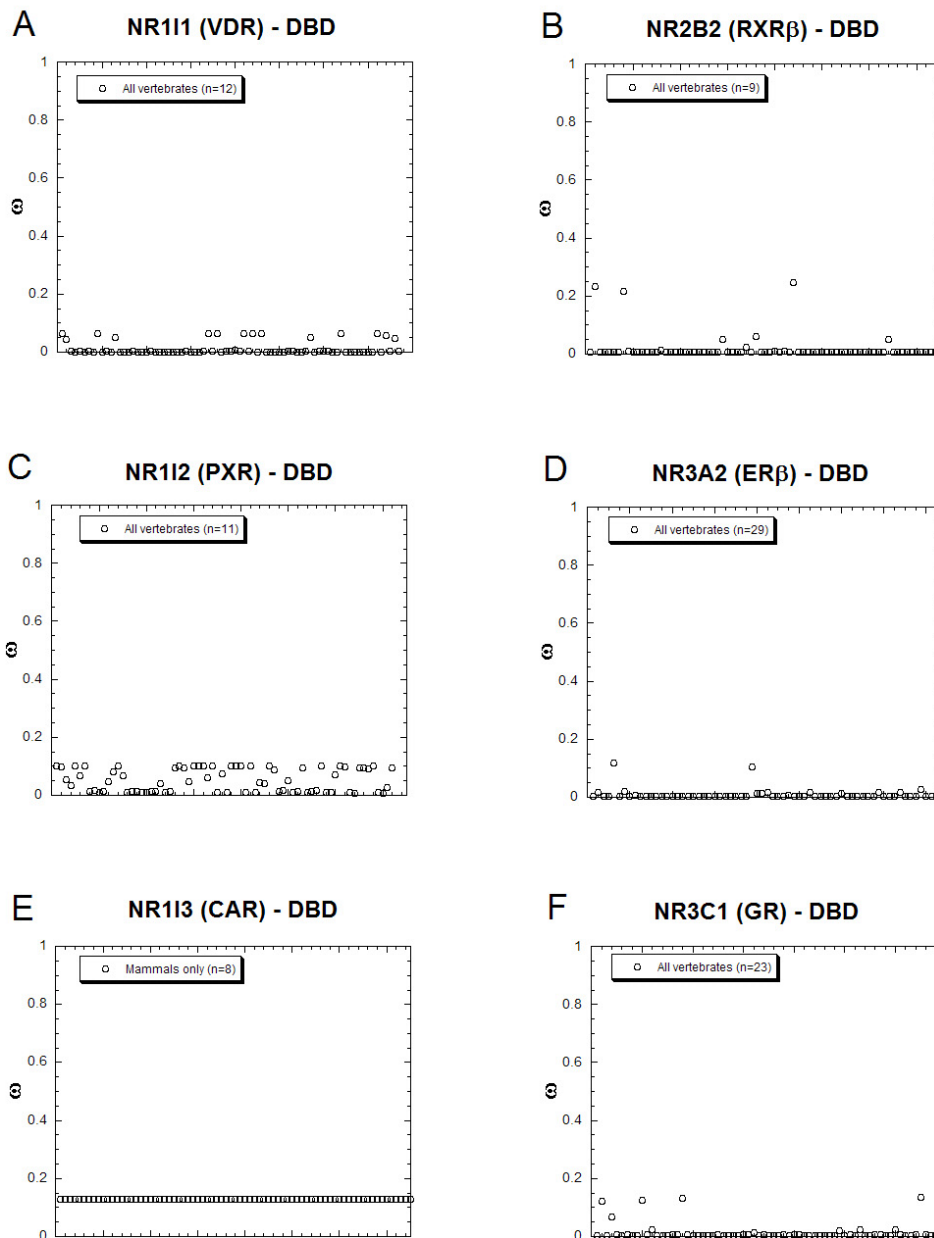 A
NR1I1 (VDR) - DBD
1
All vertebrates (n=12)
0.8
0.6
ω
0.4
0.2
0
B
NR2B2 (RXRβ) - DBD
1
All vertebrates (n=9)
0.8
0.6
ω
0.4
0.2
0
C
NR1I2 (PXR) - DBD
1
All vertebrates (n=11)
0.8
0.6
ω
0.4
0.2
0
D
NR3A2 (ERβ) - DBD
1
All vertebrates (n=29)
0.8
0.6
ω
0.4
0.2
0
E
NR1I3 (CAR) - DBD
1
Mammals only (n=8)
0.8
0.6
ω
0.4
0.2
0
F
NR3C1 (GR) - DBD
1
All vertebrates (n=23)
0.8
0.6
ω
0.4
0.2
0